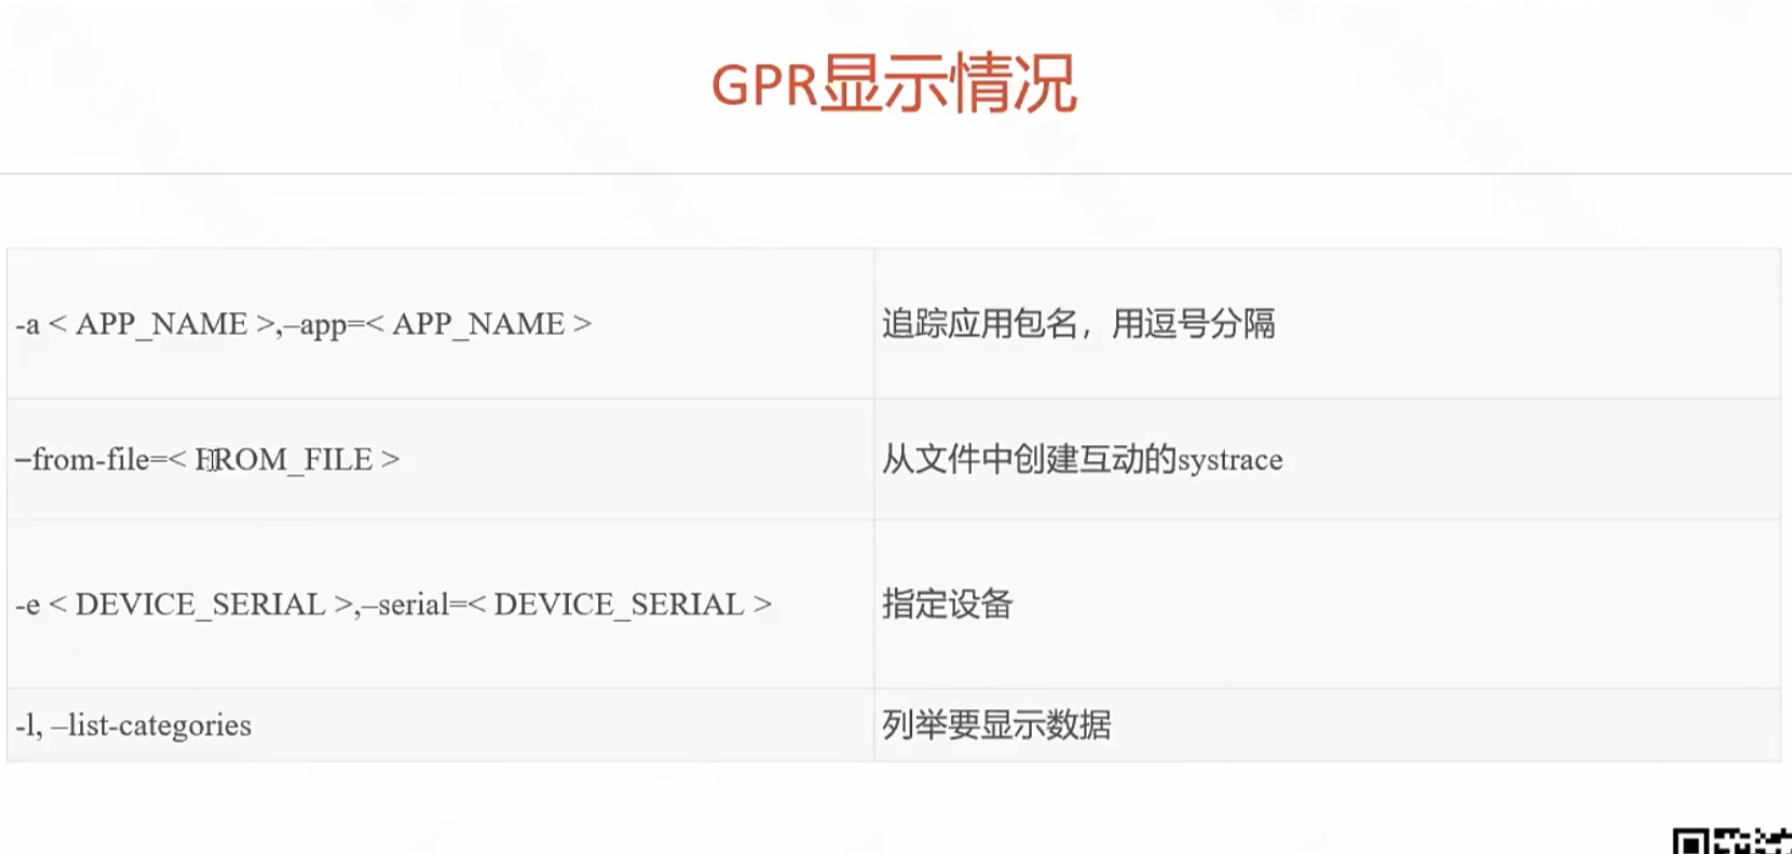 GPR显示情况
-a < APP_NAME >,–app=< APP_NAME >
追踪应用包名，用逗号分隔
–from-file=< FROM_FILE >
从文件中创建互动的systrace
-e < DEVICE_SERIAL >,–serial=< DEVICE_SERIAL >
指定设备
-l, –list-categories
列举要显示数据